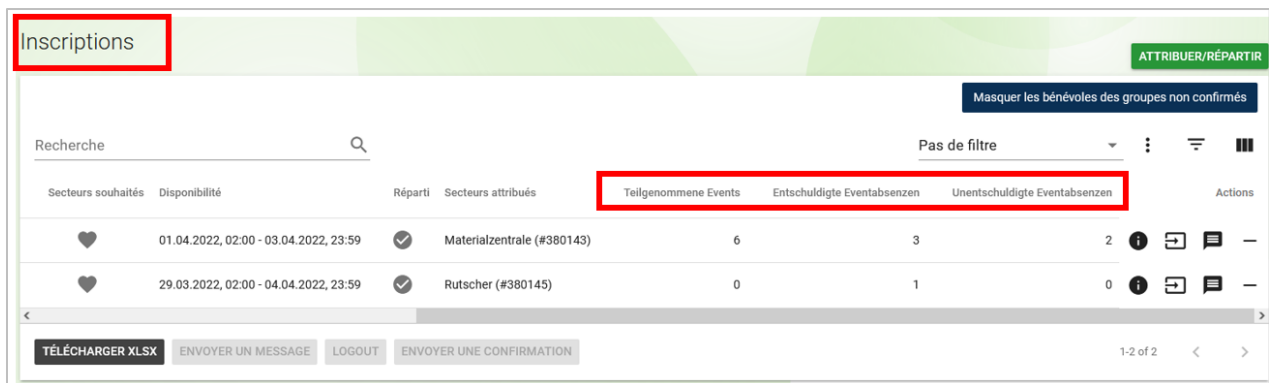 Inscriptions
ATTRIBUER/RÉPARTIR
Masquer les bénévoles des groupes non confirmés
Recherche Pas de filtre
Secteurs souhaités Disponibilité Réparti Secteurs attribués Teilgenommene Events Entschuldigte Eventabsenzen Unentschuldigte Eventabsenzen Actions
01.04.2022, 02:00 - 03.04.2022, 23:59 Materialzentrale (#380143) 6 3 2
29.03.2022, 02:00 - 04.04.2022, 23:59 Rutscher (#380145) 0 1 0
TÉLÉCHARGER XLSX ENVOYER UN MESSAGE LOGOUT ENVOYER UNE CONFIRMATION 1-2 of 2